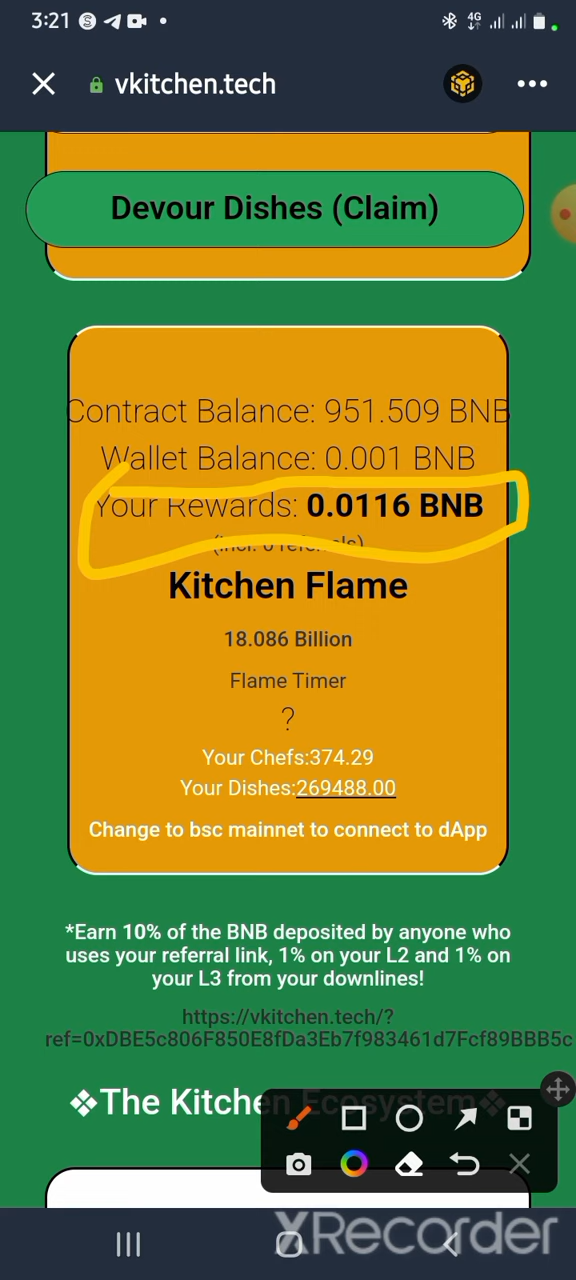 3:21
4G
vkitchen.tech
Devour Dishes (Claim)
Contract Balance: 951.509 BNB
Wallet Balance: 0.001 BNB
Your Rewards: 0.0116 BNB
(incl. 0 referrals)
Kitchen Flame
18.086 Billion
Flame Timer
?
Your Chefs:374.29
Your Dishes:269488.00
Change to bsc mainnet to connect to dApp
*Earn 10% of the BNB deposited by anyone who
uses your referral link, 1% on your L2 and 1% on
your L3 from your downlines!
https://vkitchen.tech/?
ref=0xDBE5c806F850E8fDa3Eb7f983461d7Fcf89BBB5c
❖The Kitchen Ecosystem❖
XRecorder